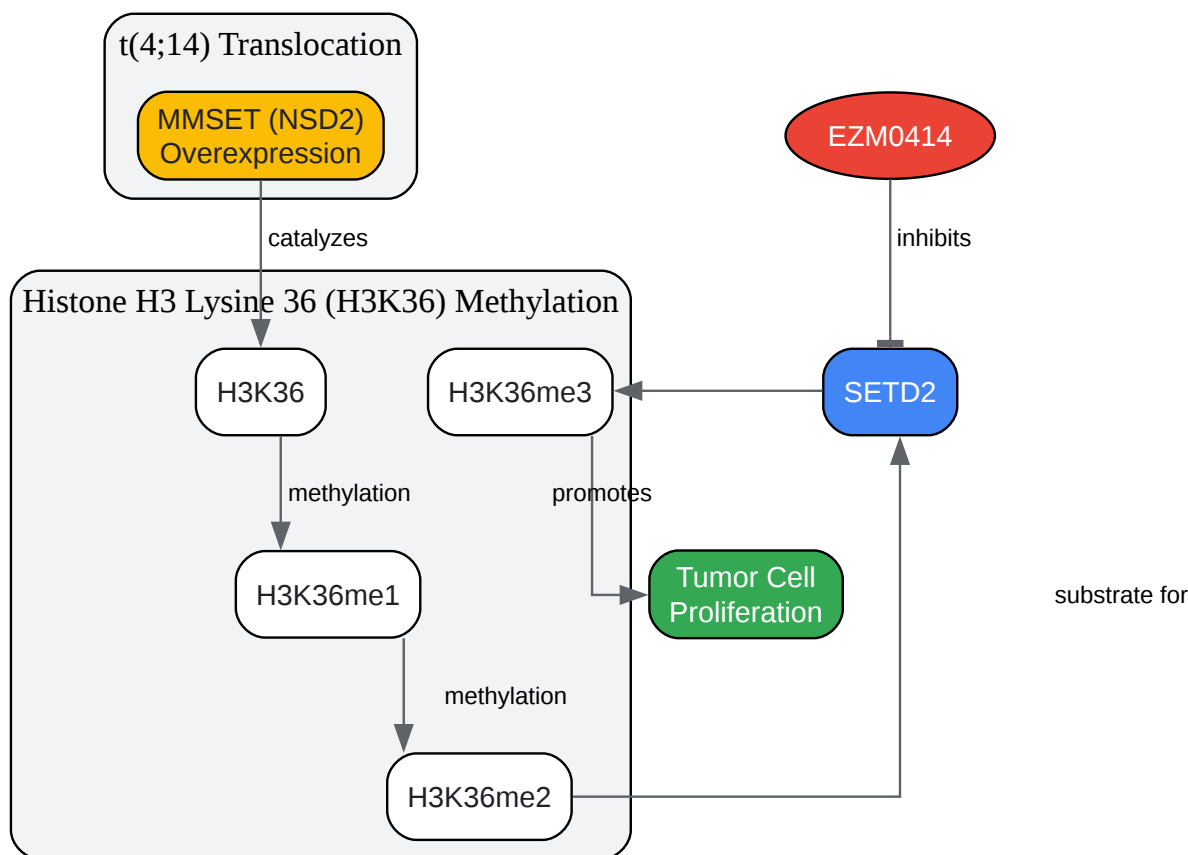 t(4;14) Translocation
MMSET (NSD2)
Overexpression
EZM0414
catalyzes
inhibits
Histone H3 Lysine 36 (H3K36) Methylation
H3K36
H3K36me3
SETD2
methylation
promotes
H3K36me1
Tumor Cell
Proliferation
substrate for
methylation
H3K36me2